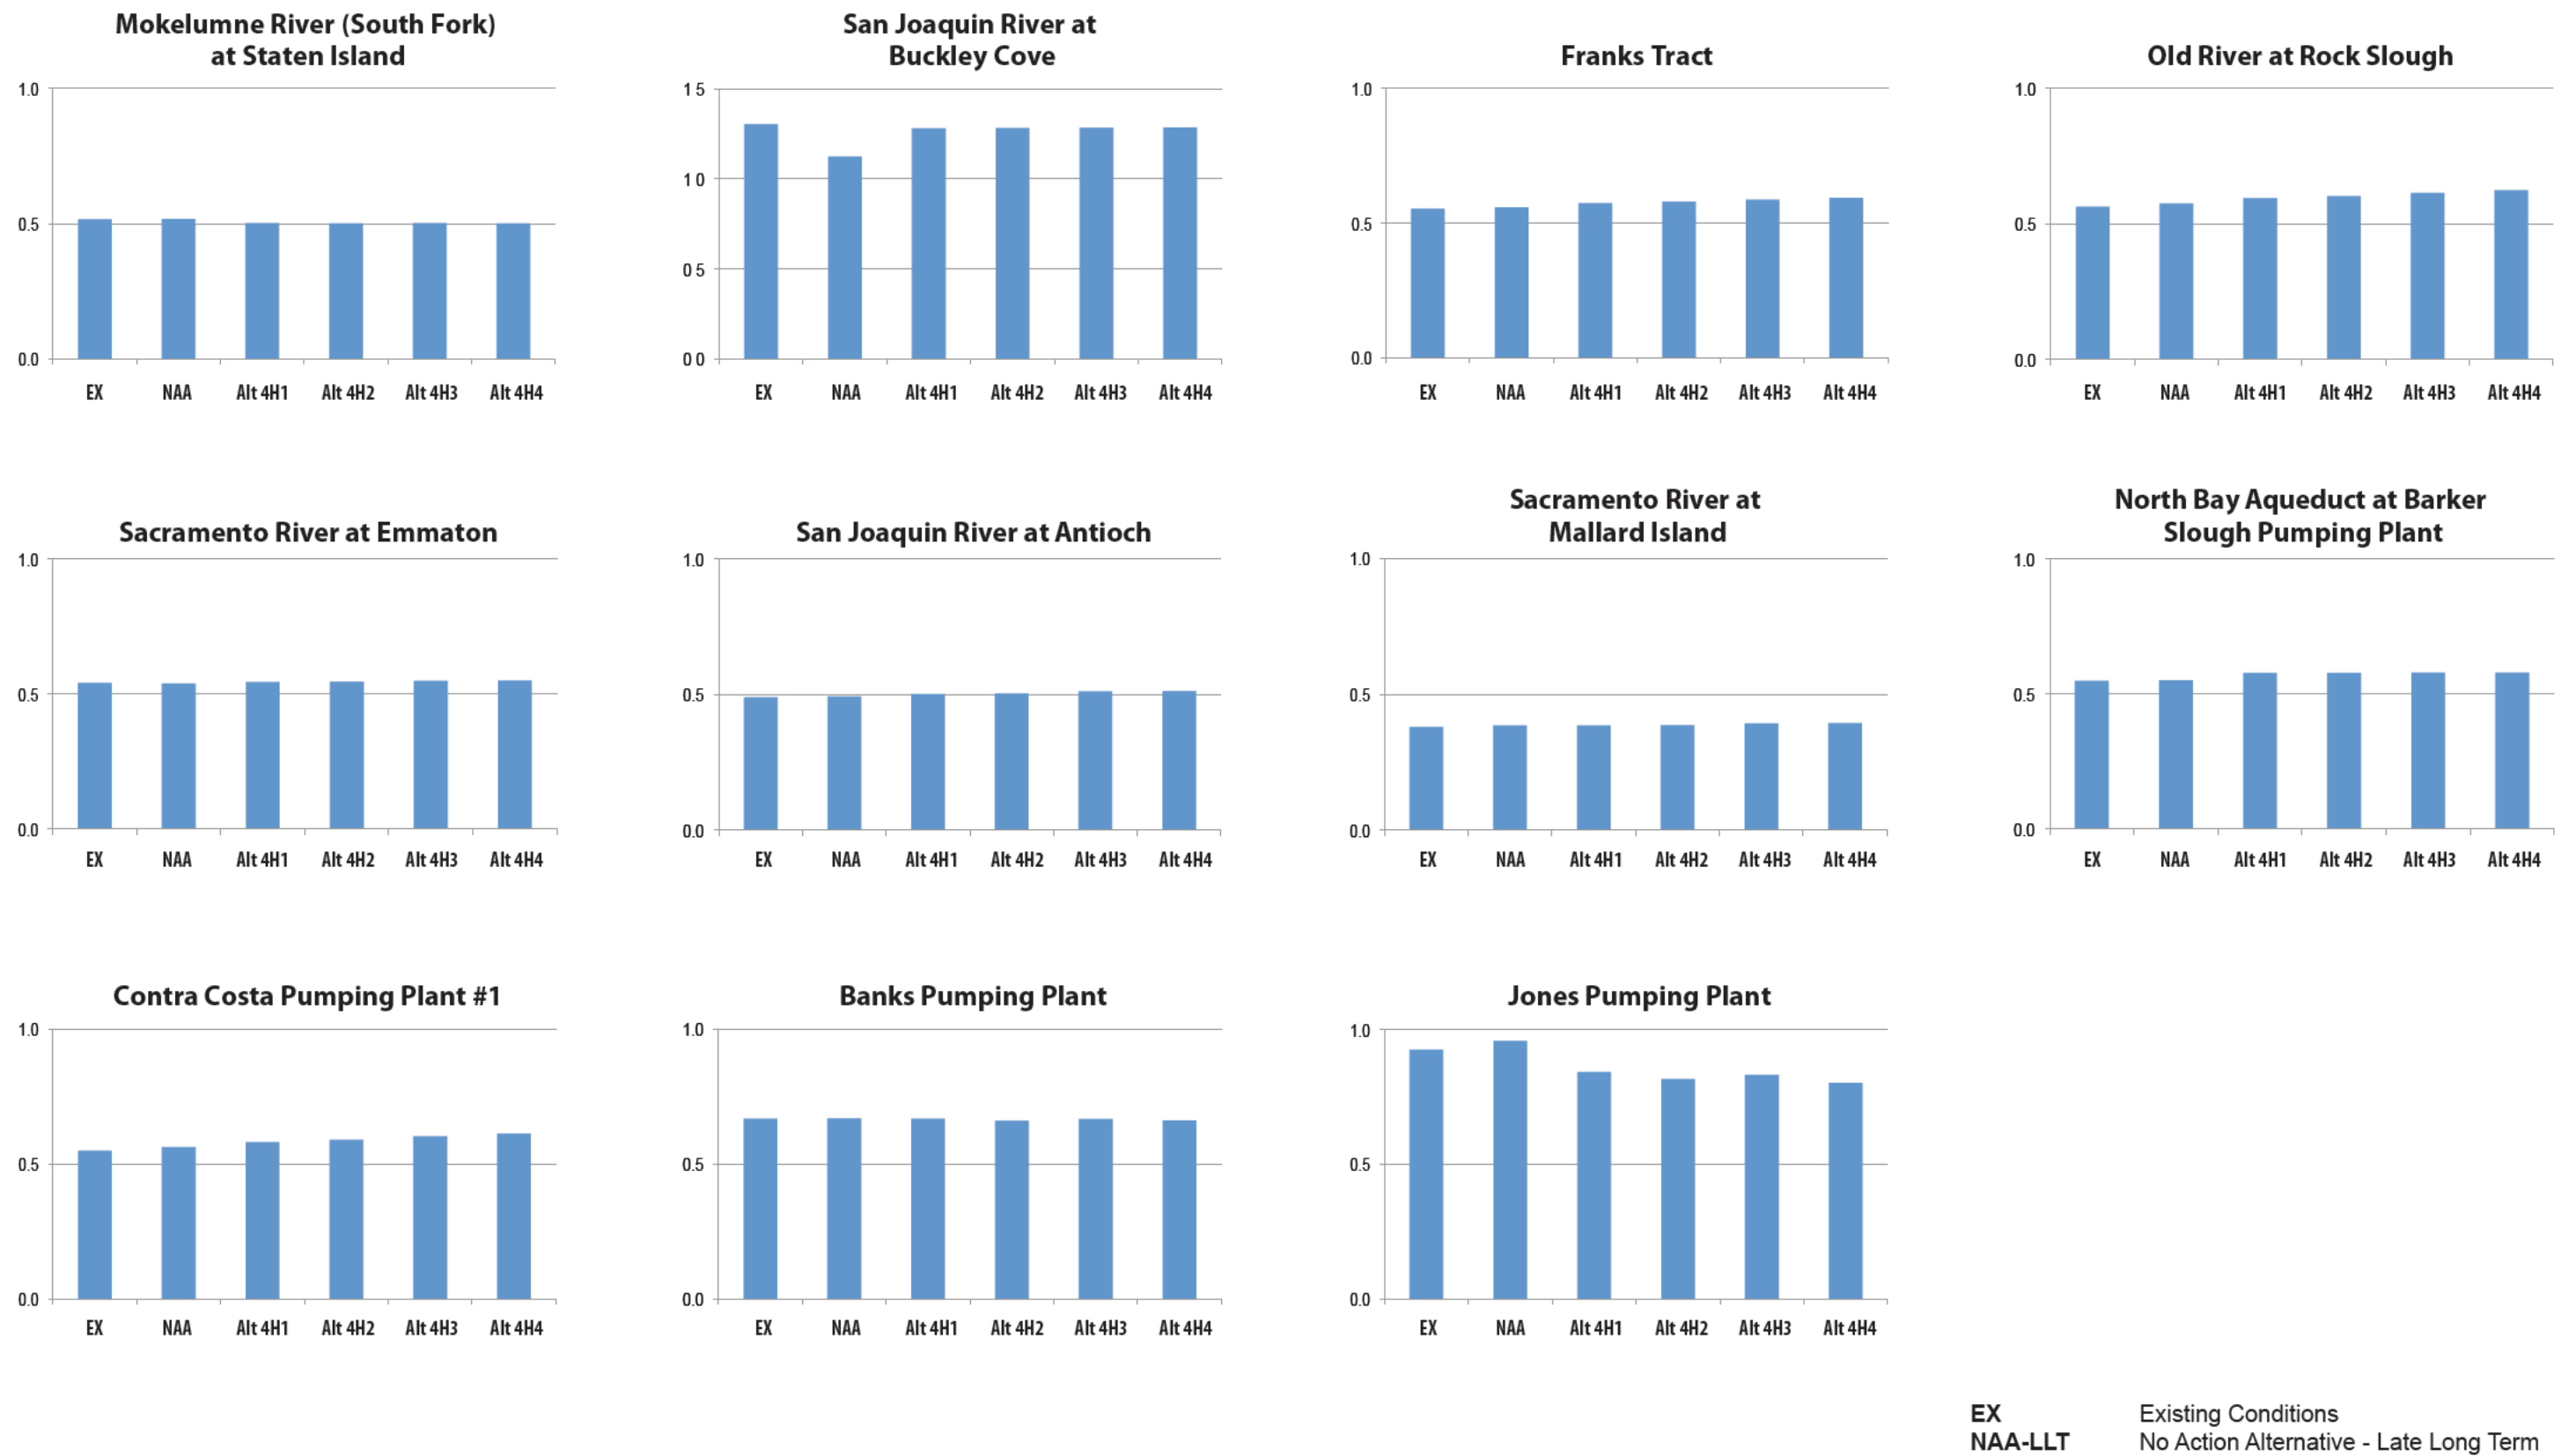 Mokelumne River (South Fork)
at Staten Island
1.0
0.5
0.0
EX NAA Alt 4H1 Alt 4H2 Alt 4H3 Alt 4H4
San Joaquin River at
Buckley Cove
1 5
1 0
0 5
0 0
EX NAA Alt 4H1 Alt 4H2 Alt 4H3 Alt 4H4
Franks Tract
1.0
0.5
0.0
EX NAA Alt 4H1 Alt 4H2 Alt 4H3 Alt 4H4
Old River at Rock Slough
1.0
0.5
0.0
EX NAA Alt 4H1 Alt 4H2 Alt 4H3 Alt 4H4
Sacramento River at Emmaton
1.0
0.5
0.0
EX NAA Alt 4H1 Alt 4H2 Alt 4H3 Alt 4H4
San Joaquin River at Antioch
1.0
0.5
0.0
EX NAA Alt 4H1 Alt 4H2 Alt 4H3 Alt 4H4
Sacramento River at
Mallard Island
1.0
0.5
0.0
EX NAA Alt 4H1 Alt 4H2 Alt 4H3 Alt 4H4
North Bay Aqueduct at Barker
Slough Pumping Plant
1.0
0.5
0.0
EX NAA Alt 4H1 Alt 4H2 Alt 4H3 Alt 4H4
Contra Costa Pumping Plant #1
1.0
0.5
0.0
EX NAA Alt 4H1 Alt 4H2 Alt 4H3 Alt 4H4
Banks Pumping Plant
1.0
0.5
0.0
EX NAA Alt 4H1 Alt 4H2 Alt 4H3 Alt 4H4
Jones Pumping Plant
1.0
0.5
0.0
EX NAA Alt 4H1 Alt 4H2 Alt 4H3 Alt 4H4
EX Existing Conditions
NAA-LLT No Action Alternative - Late Long Term